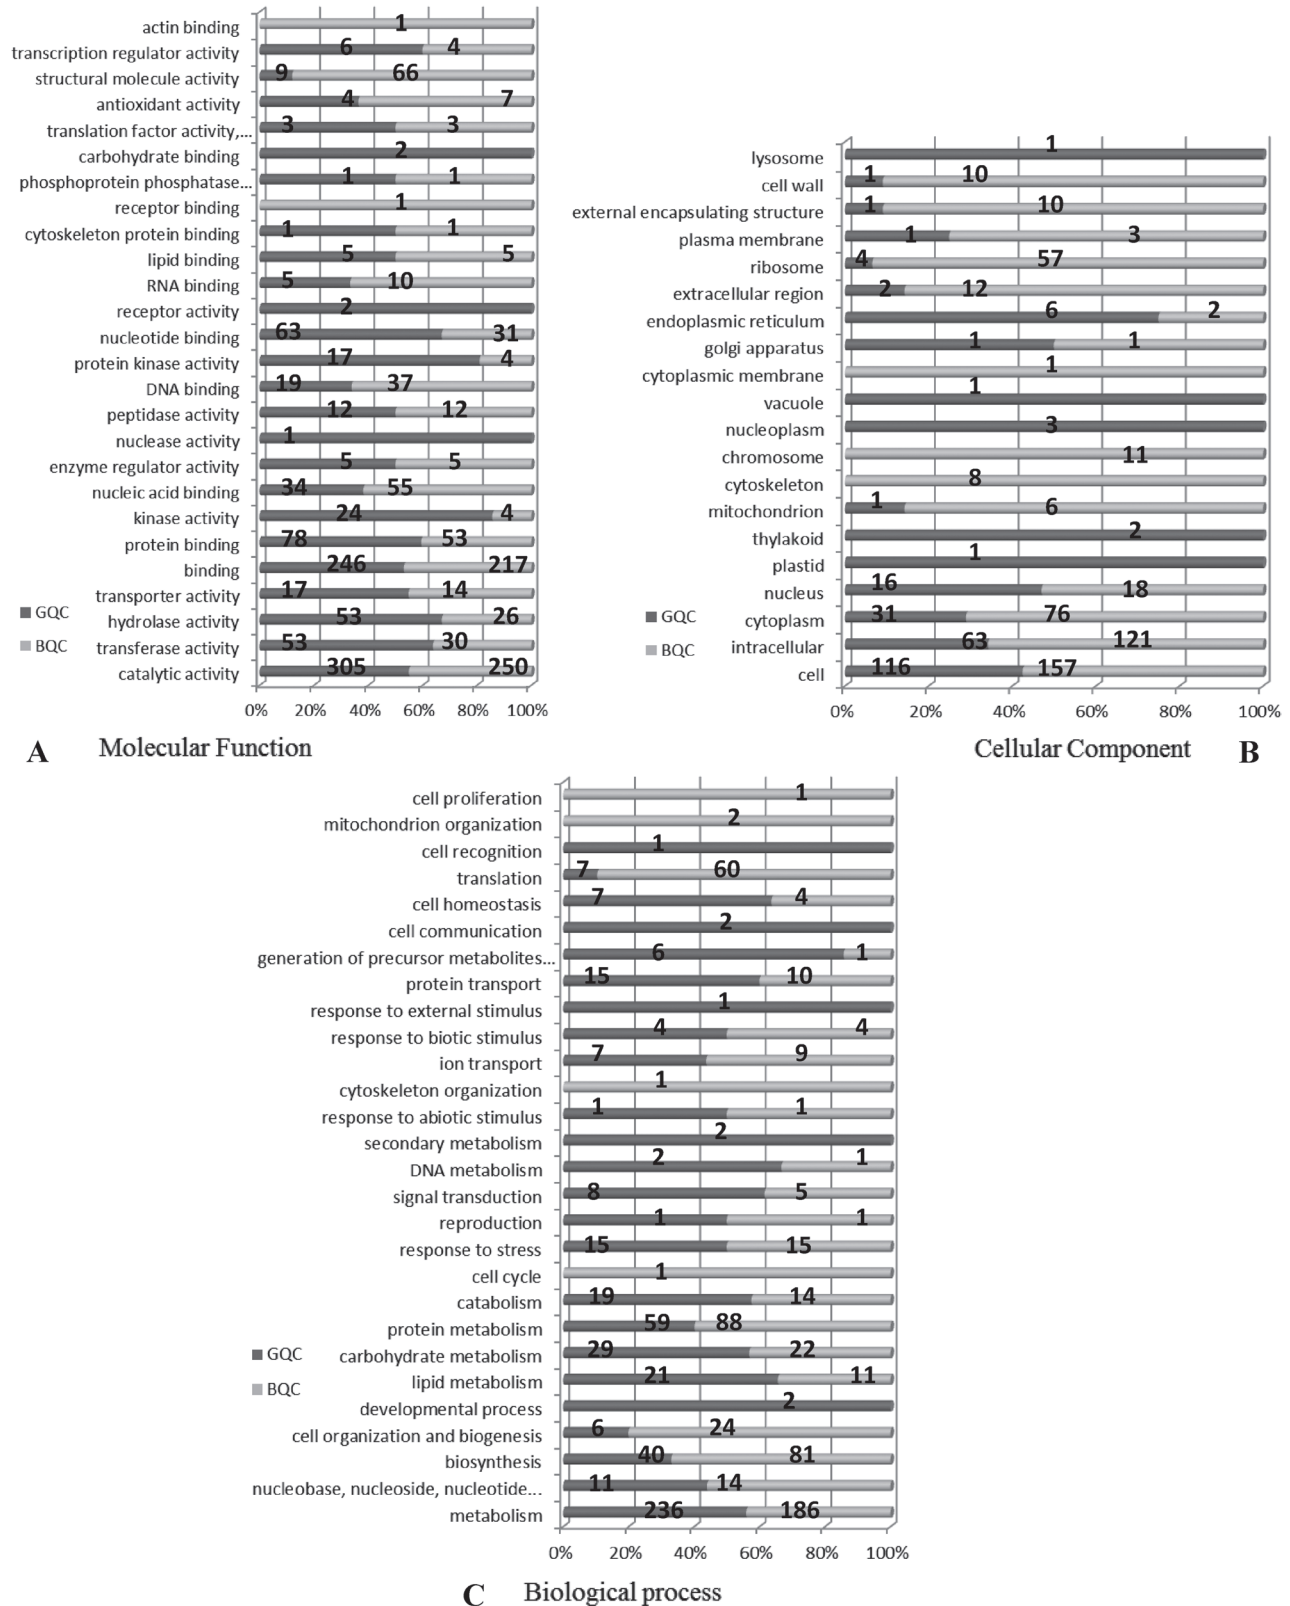 actin binding 1
transcription regulator activity 6 4
structural molecule activity 9 66
antioxidant activity 4 7
translation factor activity,... 3 3
carbohydrate binding 2
phosphoprotein phosphatase... 1 1
receptor binding 1
cytoskeleton protein binding 1 1
lipid binding 5 5
RNA binding 5 10
receptor activity 2
nucleotide binding 63 31
protein kinase activity 17 4
DNA binding 19 37
peptidase activity 12 12
nuclease activity 1
enzyme regulator activity 5 5
nucleic acid binding 34 55
kinase activity 24 4
protein binding 78 53
binding 246 217
transporter activity 17 14
hydrolase activity 53 26
transferase activity 53 30
catalytic activity 305 250
GQC
BQC
0% 20% 40% 60% 80% 100%
A Molecular Function
lysosome 1
cell wall 1 10
external encapsulating structure 1 10
plasma membrane 1 3
ribosome 4 57
extracellular region 2 12
endoplasmic reticulum 6 2
golgi apparatus 1 1
cytoplasmic membrane 1
vacuole 1
nucleoplasm 3
chromosome 11
cytoskeleton 8
mitochondrion 1 6
thylakoid 2
plastid 1
nucleus 16 18
cytoplasm 31 76
intracellular 63 121
cell 116 157
GQC
BQC
0% 20% 40% 60% 80% 100%
Cellular Component B
cell proliferation 1
mitochondrion organization 2
cell recognition 1
translation 7 60
cell homeostasis 7 4
cell communication 2
generation of precursor metabolites... 6 1
protein transport 15 10
response to external stimulus 1
response to biotic stimulus 4 4
ion transport 7 9
cytoskeleton organization 1
response to abiotic stimulus 1 1
secondary metabolism 2
DNA metabolism 2 1
signal transduction 8 5
reproduction 1 1
response to stress 15 15
cell cycle 1
catabolism 19 14
protein metabolism 59 88
carbohydrate metabolism 29 22
lipid metabolism 21 11
developmental process 2
cell organization and biogenesis 6 24
biosynthesis 40 81
nucleobase, nucleoside, nucleotide... 11 14
metabolism 236 186
GQC
BQC
0% 20% 40% 60% 80% 100%
C Biological process